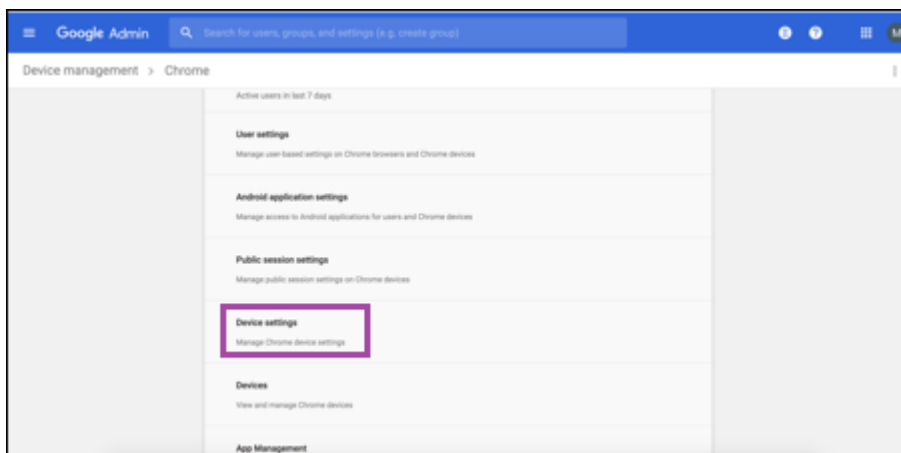 Google Admin
Search for users, groups, and settings (e.g. create group)
M
Device management > Chrome
Active users in last 7 days
User settings
Manage user-based settings on Chrome browsers and Chrome devices
Android application settings
Manage access to Android applications for users and Chrome devices
Public session settings
Manage public session settings on Chrome devices
Device settings
Manage Chrome device settings
Devices
View and manage Chrome devices
App Management